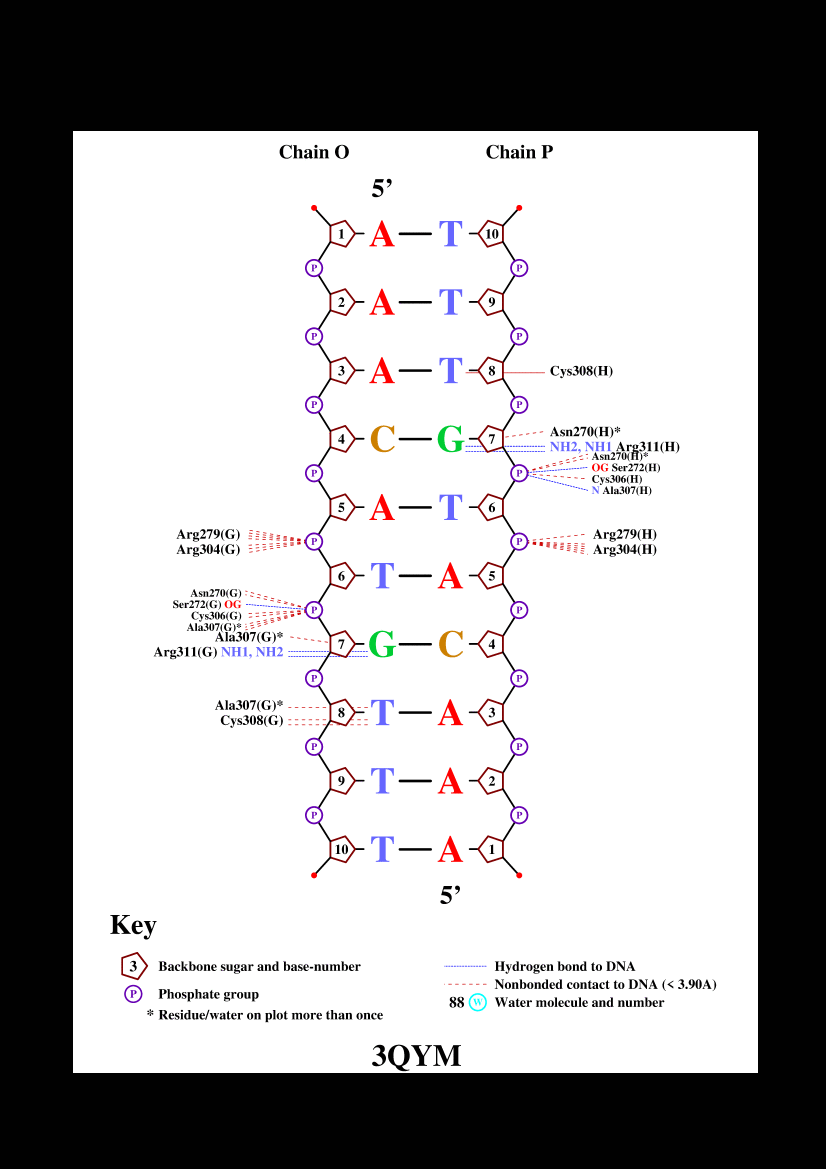 Chain O Chain P
5’
1 A T 10
P P
2 A T 9
P P
3 A T 8 Cys308(H)
P P
Asn270(H)*
4 C G 7
NH2, NH1 Arg311(H)
Asn270(H)*
OG Ser272(H)
P P
Cys306(H)
N Ala307(H)
5 A T 6
Arg279(G) Arg279(H)
P P
Arg304(G) Arg304(H)
6 T A 5
Asn270(G)
Ser272(G) OG
P P
Cys306(G)
Ala307(G)*
Ala307(G)*
7 G C 4
Arg311(G) NH1, NH2
P P
Ala307(G)*
8 T A 3
Cys308(G)
P P
9 T A 2
P P
10 T A 1
5’
Key
3 Backbone sugar and base-number
P Phosphate group
* Residue/water on plot more than once
Hydrogen bond to DNA
Nonbonded contact to DNA (< 3.90A)
88 W Water molecule and number
3QYM